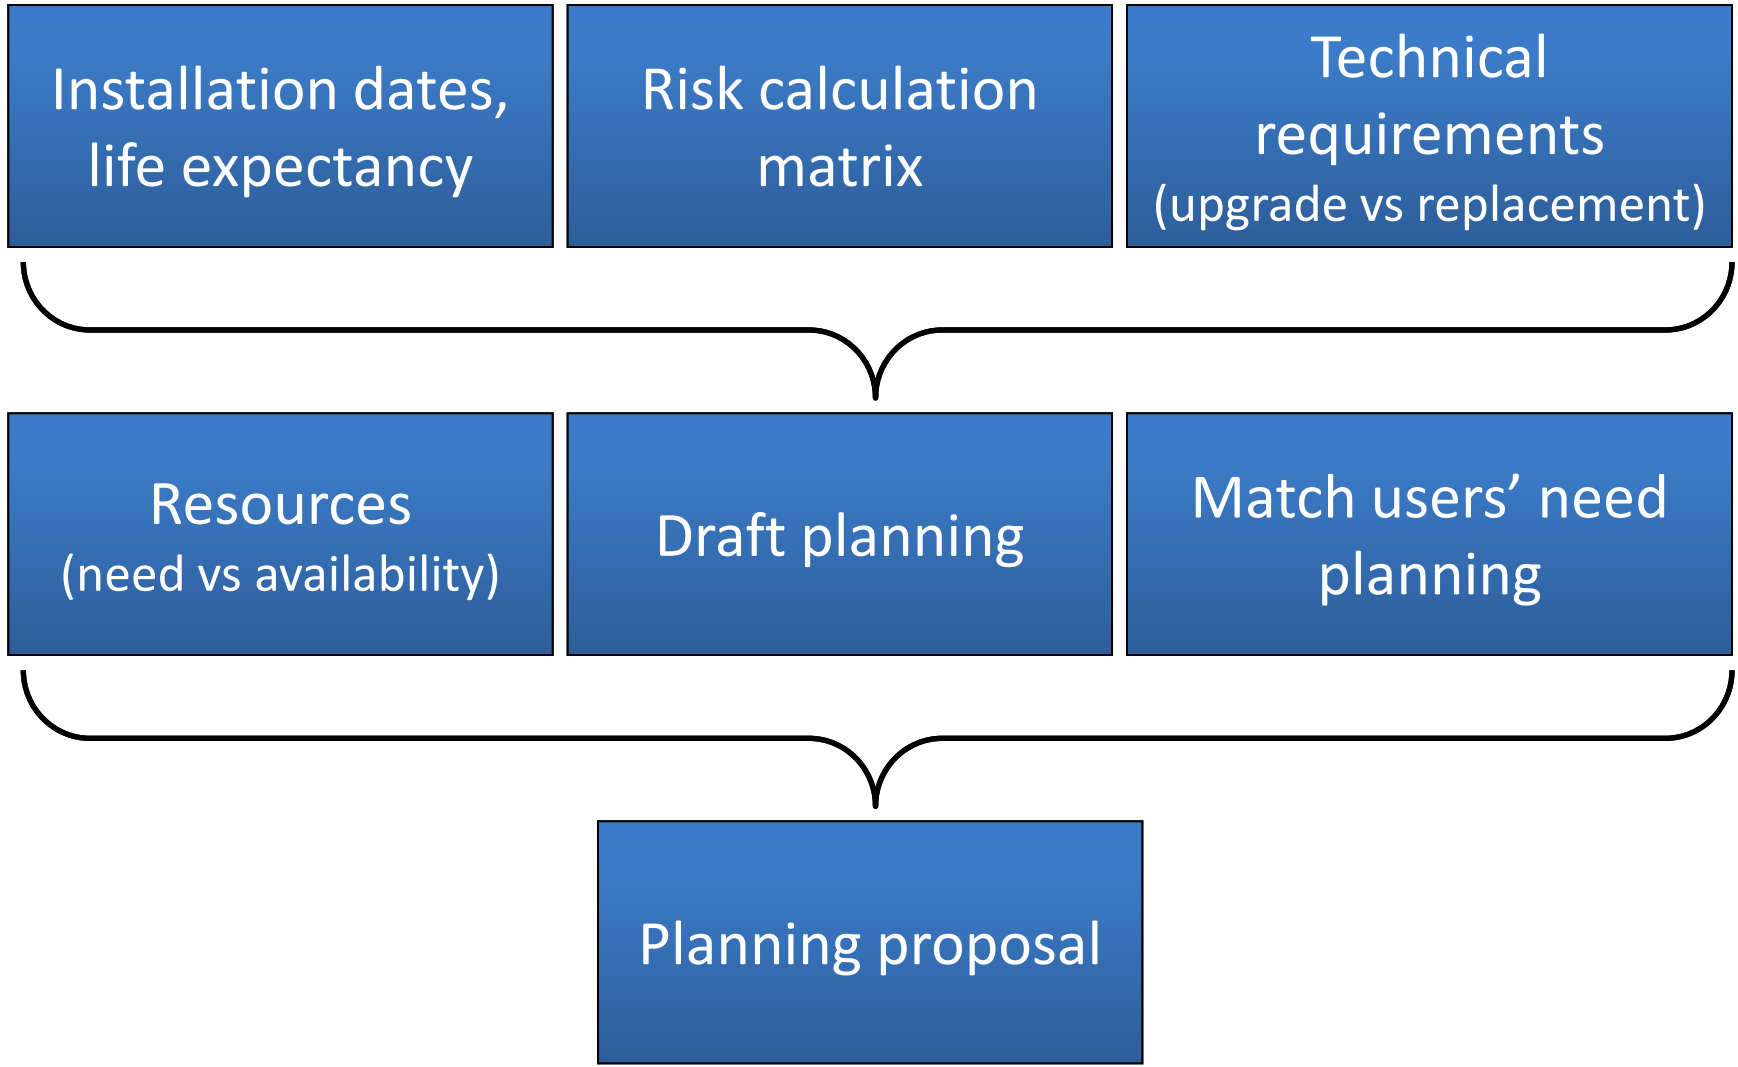 Installation dates,
life expectancy
Risk calculation
matrix
Technical
requirements
(upgrade vs replacement)
Resources
(need vs availability)
Draft planning
Match users’ need
planning
Planning proposal